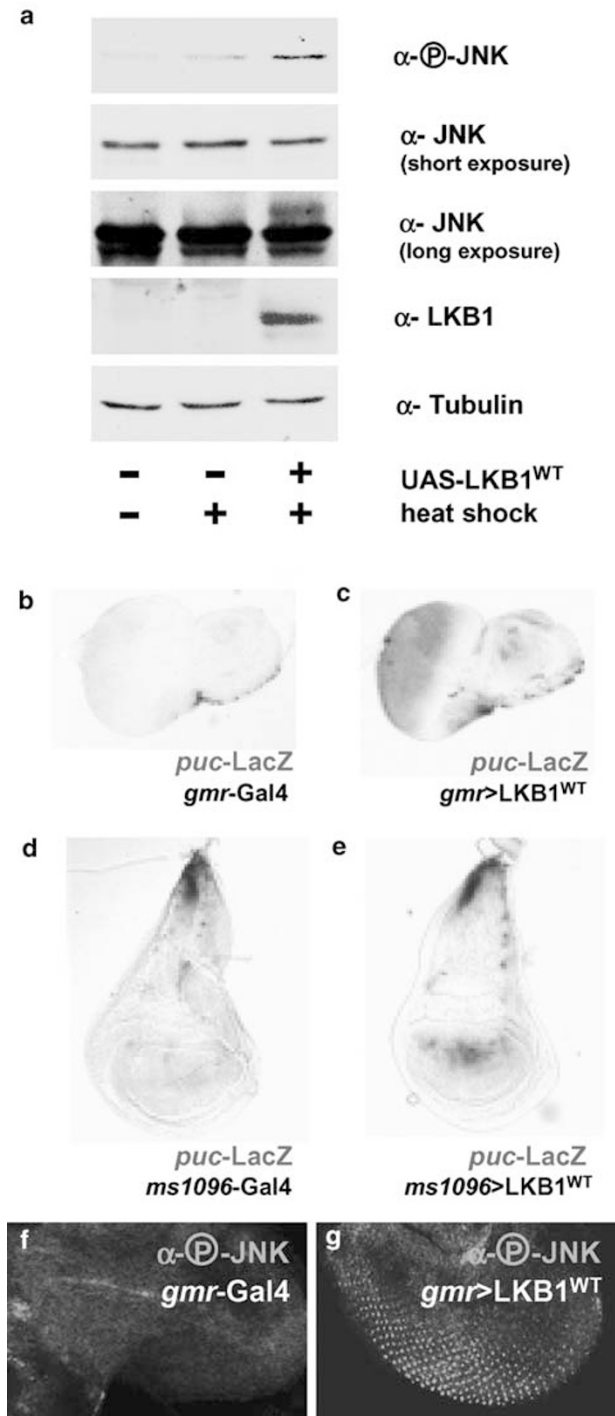 a
α-Ⓟ-JNK
α- JNK
(short exposure)
α- JNK
(long exposure)
α- LKB1
α- Tubulin
- - + UAS-LKB1WT
- + + heat shock
b
c
puc-LacZ
gmr-Gal4
puc-LacZ
gmr>LKB1WT
d
e
puc-LacZ
ms1096-Gal4
puc-LacZ
ms1096>LKB1WT
f
α-Ⓟ-JNK
gmr-Gal4
g
α-Ⓟ-JNK
gmr>LKB1WT